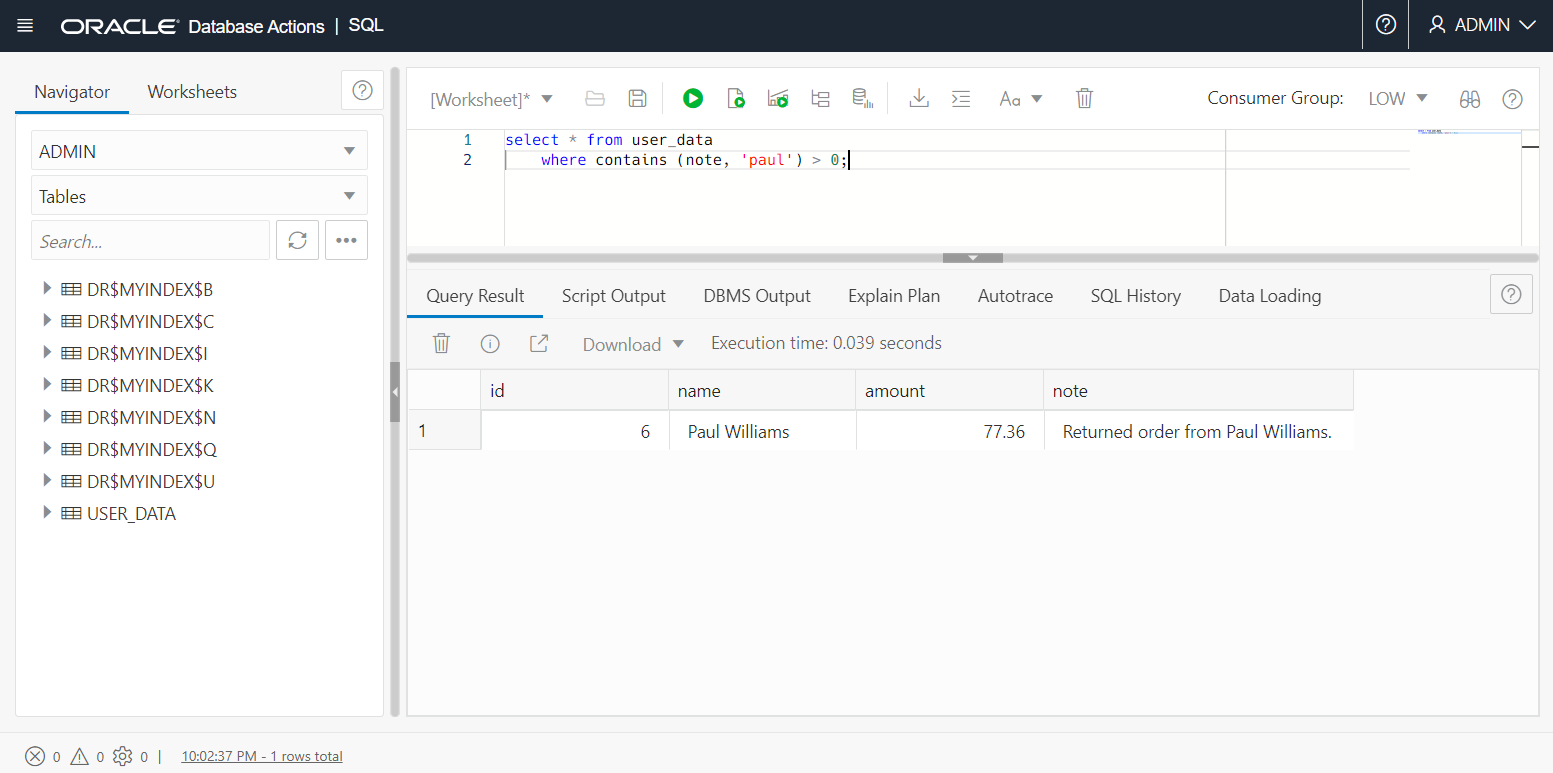 ORACLE Database Actions | SQL
ADMIN
Navigator Worksheets
ADMIN
Tables
Search...
DR$MYINDEX$B
DR$MYINDEX$C
DR$MYINDEX$I
DR$MYINDEX$K
DR$MYINDEX$N
DR$MYINDEX$Q
DR$MYINDEX$U
USER_DATA
[Worksheet]* Aa Consumer Group: LOW
1 select * from user_data
2 where contains (note, 'paul') > 0;
Query Result Script Output DBMS Output Explain Plan Autotrace SQL History Data Loading
Download Execution time: 0.039 seconds
id name amount note
1 6 Paul Williams 77.36 Returned order from Paul Williams.
0 0 0 | 10:02:37 PM - 1 rows total